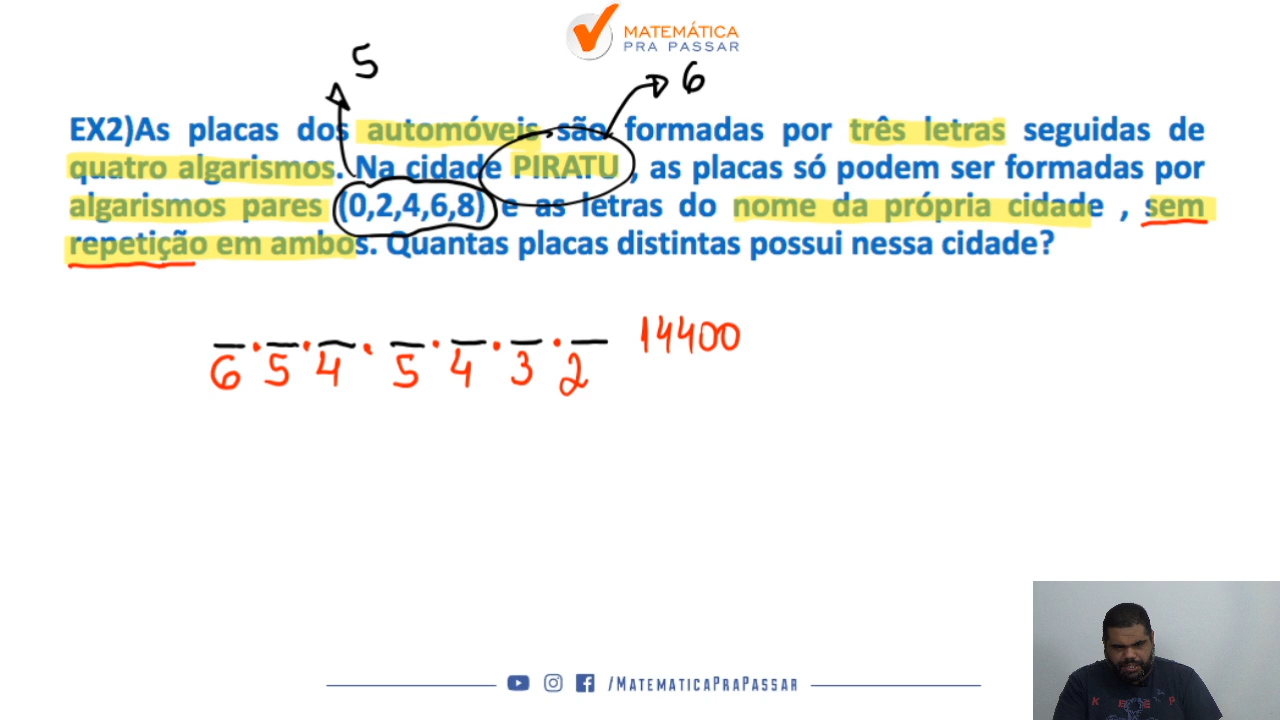 MATEMÁTICA
PRA PASSAR
5
6
EX2)As placas dos automóveis são formadas por três letras seguidas de
quatro algarismos. Na cidade PIRATU , as placas só podem ser formadas por
algarismos pares (0,2,4,6,8) e as letras do nome da própria cidade , sem
repetição em ambos. Quantas placas distintas possui nessa cidade?
14400
6 . 5 . 4 . 5 . 4 . 3 . 2
/MATEMATICAPRAPASSAR